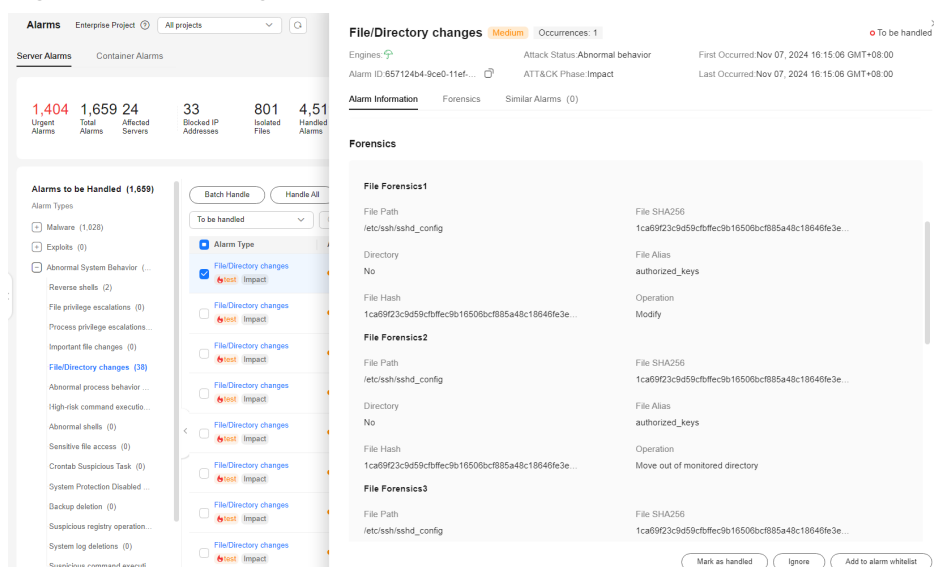 Alarms Enterprise Project ? All projects
Server Alarms Container Alarms
1,404 1,659 24 33 801 4,51
Urgent Alarms Total Alarms Affected Servers Blocked IP Addresses Isolated Files Handled Alarms
Alarms to be Handled (1,659)
Alarm Types
Malware (1,028)
Exploits (0)
Abnormal System Behavior (...
Reverse shells (2)
File privilege escalations (0)
Process privilege escalations...
Important file changes (0)
File/Directory changes (38)
Abnormal process behavior ...
High-risk command executio...
Abnormal shells (0)
Sensitive file access (0)
Crontab Suspicious Task (0)
System Protection Disabled ...
Backup deletion (0)
Suspicious registry operation...
System log deletions (0)
Suspicious command executi...
Batch Handle Handle All
To be handled
Alarm Type
File/Directory changes
test Impact
File/Directory changes
test Impact
File/Directory changes
test Impact
File/Directory changes
test Impact
File/Directory changes
test Impact
File/Directory changes
test Impact
File/Directory changes
test Impact
File/Directory changes
test Impact
File/Directory changes Medium Occurrences: 1 To be handled
Engines: Attack Status:Abnormal behavior First Occurred:Nov 07, 2024 16:15:06 GMT+08:00
Alarm ID:657124b4-9ce0-11ef-... ATT&CK Phase:Impact Last Occurred:Nov 07, 2024 16:15:06 GMT+08:00
Alarm Information Forensics Similar Alarms (0)
Forensics
File Forensics1
File Path File SHA256
/etc/ssh/sshd_config 1ca69f23c9d59cfbffec9b16506bcf885a48c18646fe3e...
Directory File Alias
No authorized_keys
File Hash Operation
1ca69f23c9d59cfbffec9b16506bcf885a48c18646fe3e... Modify
File Forensics2
File Path File SHA256
/etc/ssh/sshd_config 1ca69f23c9d59cfbffec9b16506bcf885a48c18646fe3e...
Directory File Alias
No authorized_keys
File Hash Operation
1ca69f23c9d59cfbffec9b16506bcf885a48c18646fe3e... Move out of monitored directory
File Forensics3
File Path File SHA256
/etc/ssh/sshd_config 1ca69f23c9d59cfbffec9b16506bcf885a48c18646fe3e...
Mark as handled Ignore Add to alarm whitelist